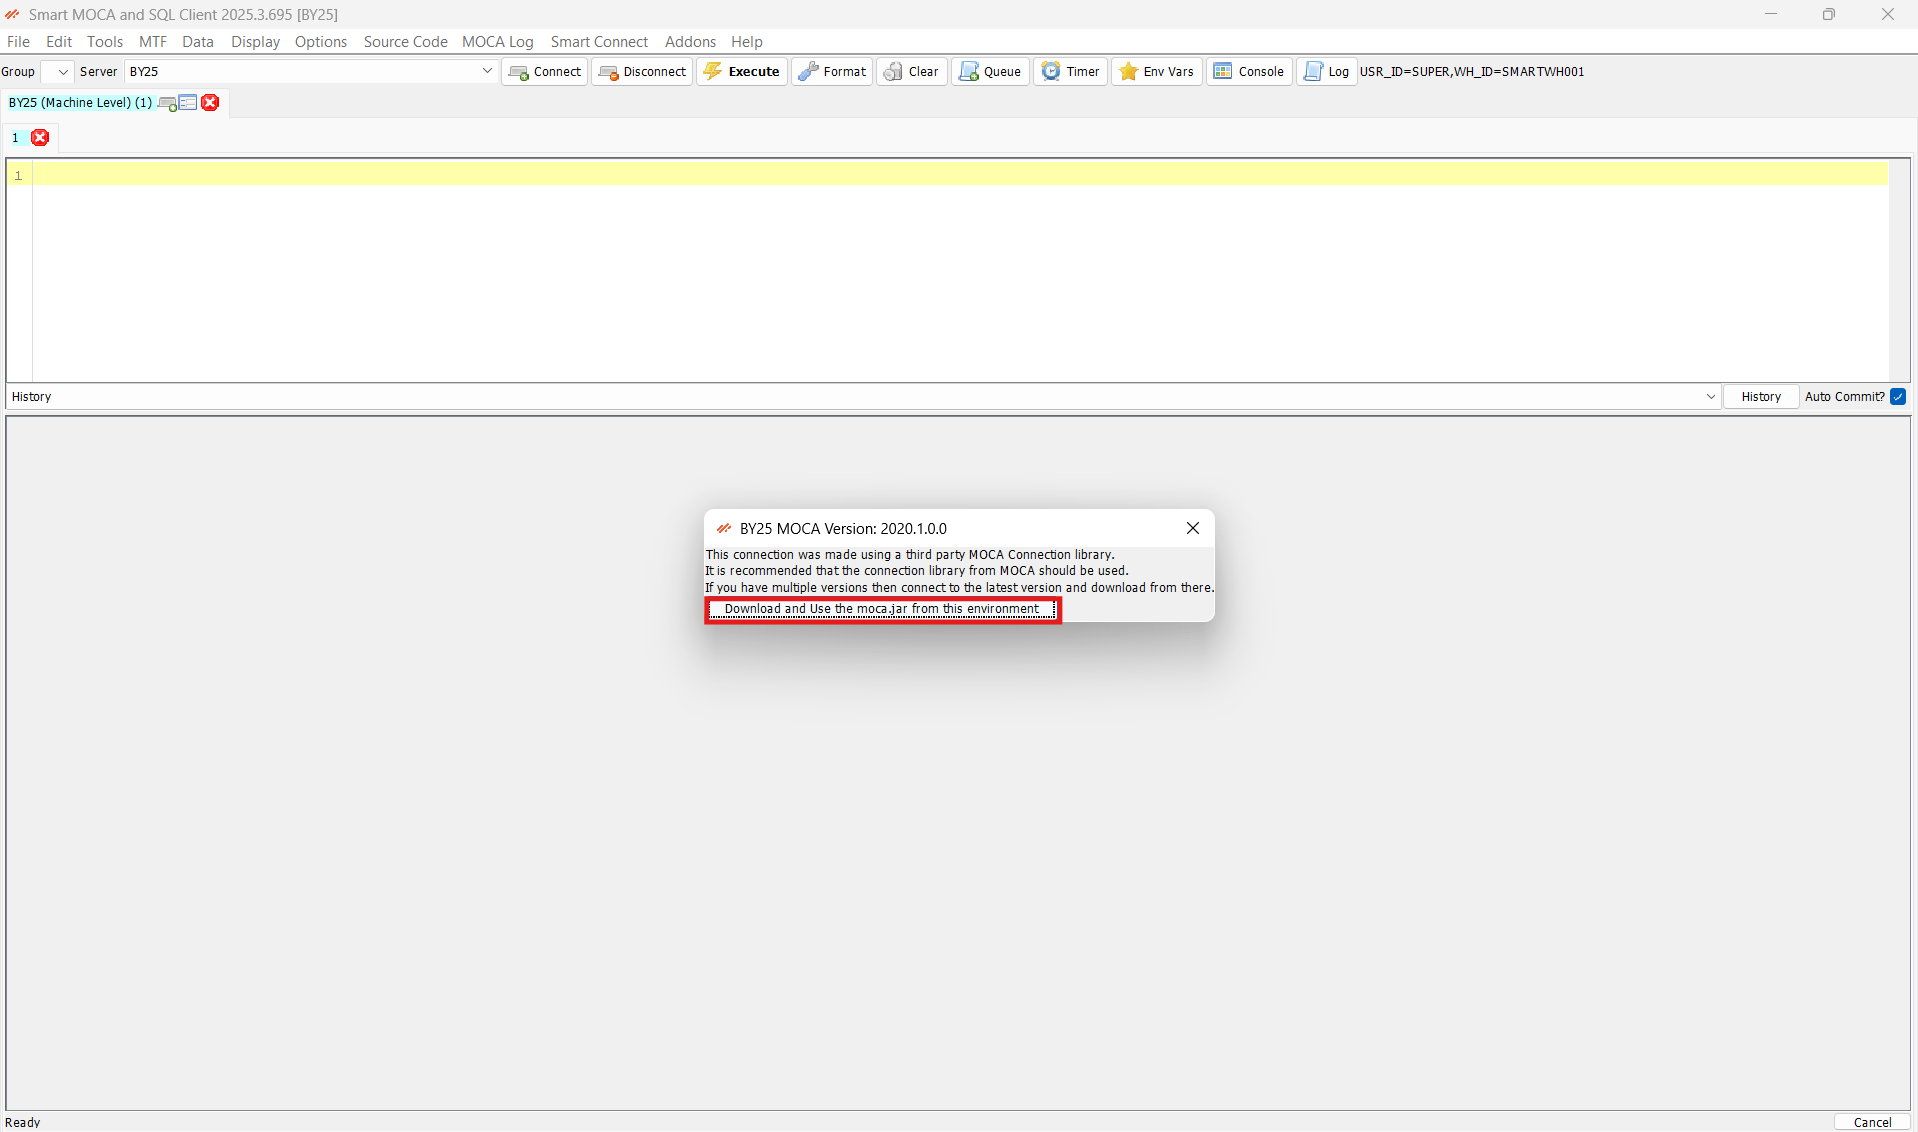 Smart MOCA and SQL Client 2025.3.695 [BY25]
File Edit Tools MTF Data Display Options Source Code MOCA Log Smart Connect Addons Help
Group Server BY25 Connect Disconnect Execute Format Clear Queue Timer Env Vars Console Log USR_ID=SUPER,WH_ID=SMARTWH001
BY25 (Machine Level) (1)
1
1
History History Auto Commit?
BY25 MOCA Version: 2020.1.0.0
This connection was made using a third party MOCA Connection library.
It is recommended that the connection library from MOCA should be used.
If you have multiple versions then connect to the latest version and download from there.
Download and Use the moca.jar from this environment
Ready Cancel